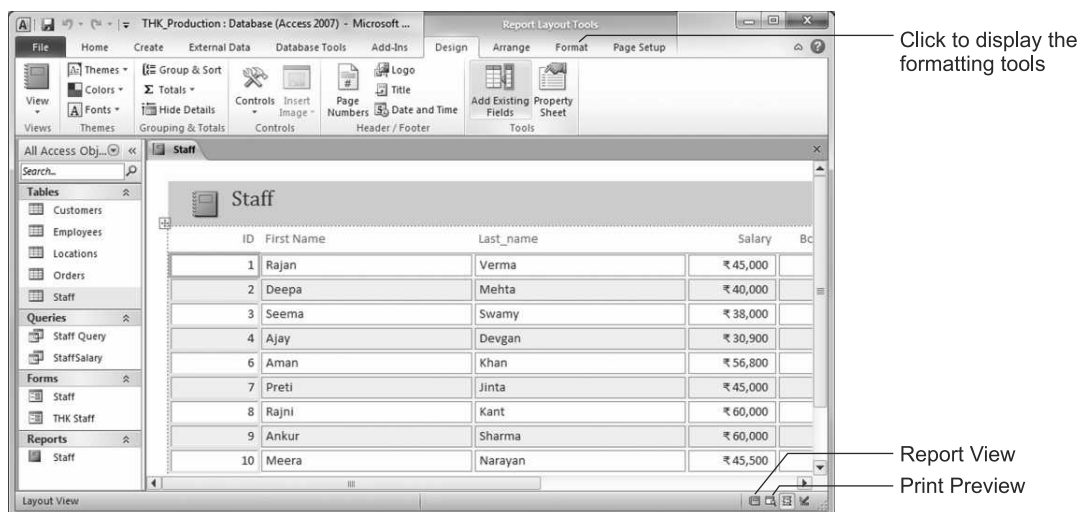 THK_Production : Database (Access 2007) - Microsoft ...
Report Layout Tools
File Home Create External Data Database Tools Add-Ins Design Arrange Format Page Setup
Click to display the
formatting tools
View
Views
Themes
Colors
Fonts
Themes
Group & Sort
Totals
Hide Details
Grouping & Totals
Controls
Insert
Image
Controls
Page
Numbers
Logo
Title
Date and Time
Header / Footer
Add Existing
Fields
Property
Sheet
Tools
All Access Obj...
Search...
Tables
Customers
Employees
Locations
Orders
Staff
Queries
Staff Query
StaffSalary
Forms
Staff
THK Staff
Reports
Staff
Staff
Staff
ID First Name Last_name Salary Bo
1 Rajan Verma ₹ 45,000
2 Deepa Mehta ₹ 40,000
3 Seema Swamy ₹ 38,000
4 Ajay Devgan ₹ 30,900
6 Aman Khan ₹ 56,800
7 Preti Jinta ₹ 45,000
8 Rajni Kant ₹ 60,000
9 Ankur Sharma ₹ 60,000
10 Meera Narayan ₹ 45,500
Report View
Print Preview
Layout View